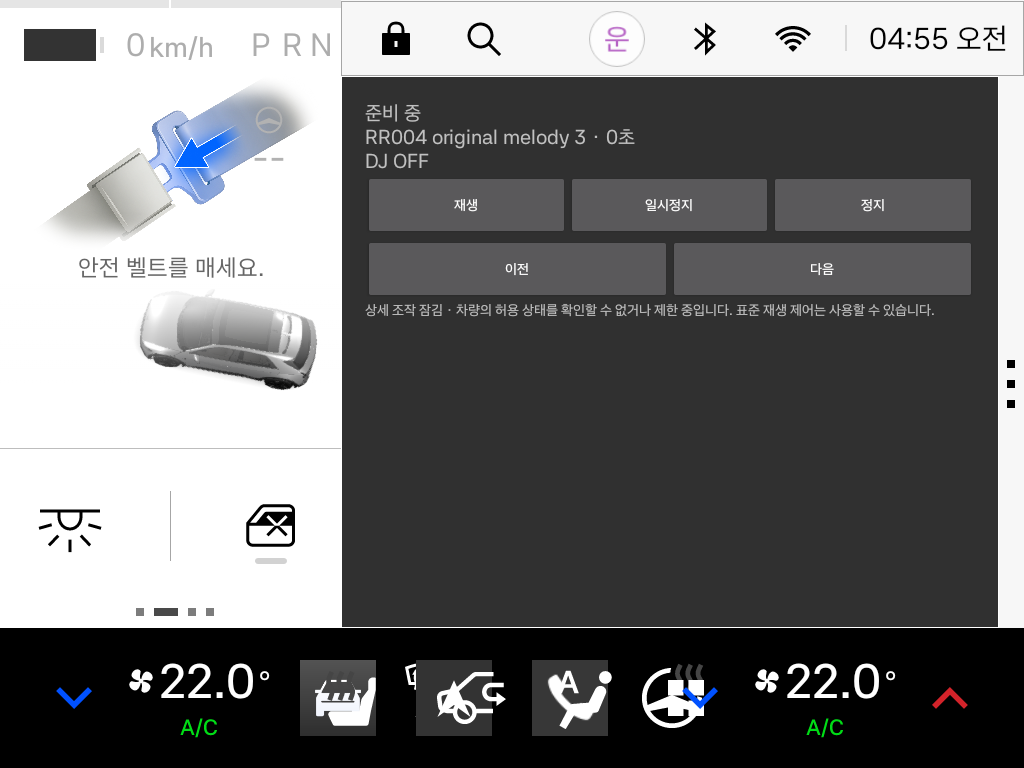 0 km/h P R N
운
04:55 오전
안전 벨트를 매세요.
준비 중
RR004 original melody 3 · 0초
DJ OFF
재생 일시정지 정지
이전 다음
상세 조작 잠김 · 차량의 허용 상태를 확인할 수 없거나 제한 중입니다. 표준 재생 제어는 사용할 수 있습니다.
22.0° A 22.0°
A/C A/C